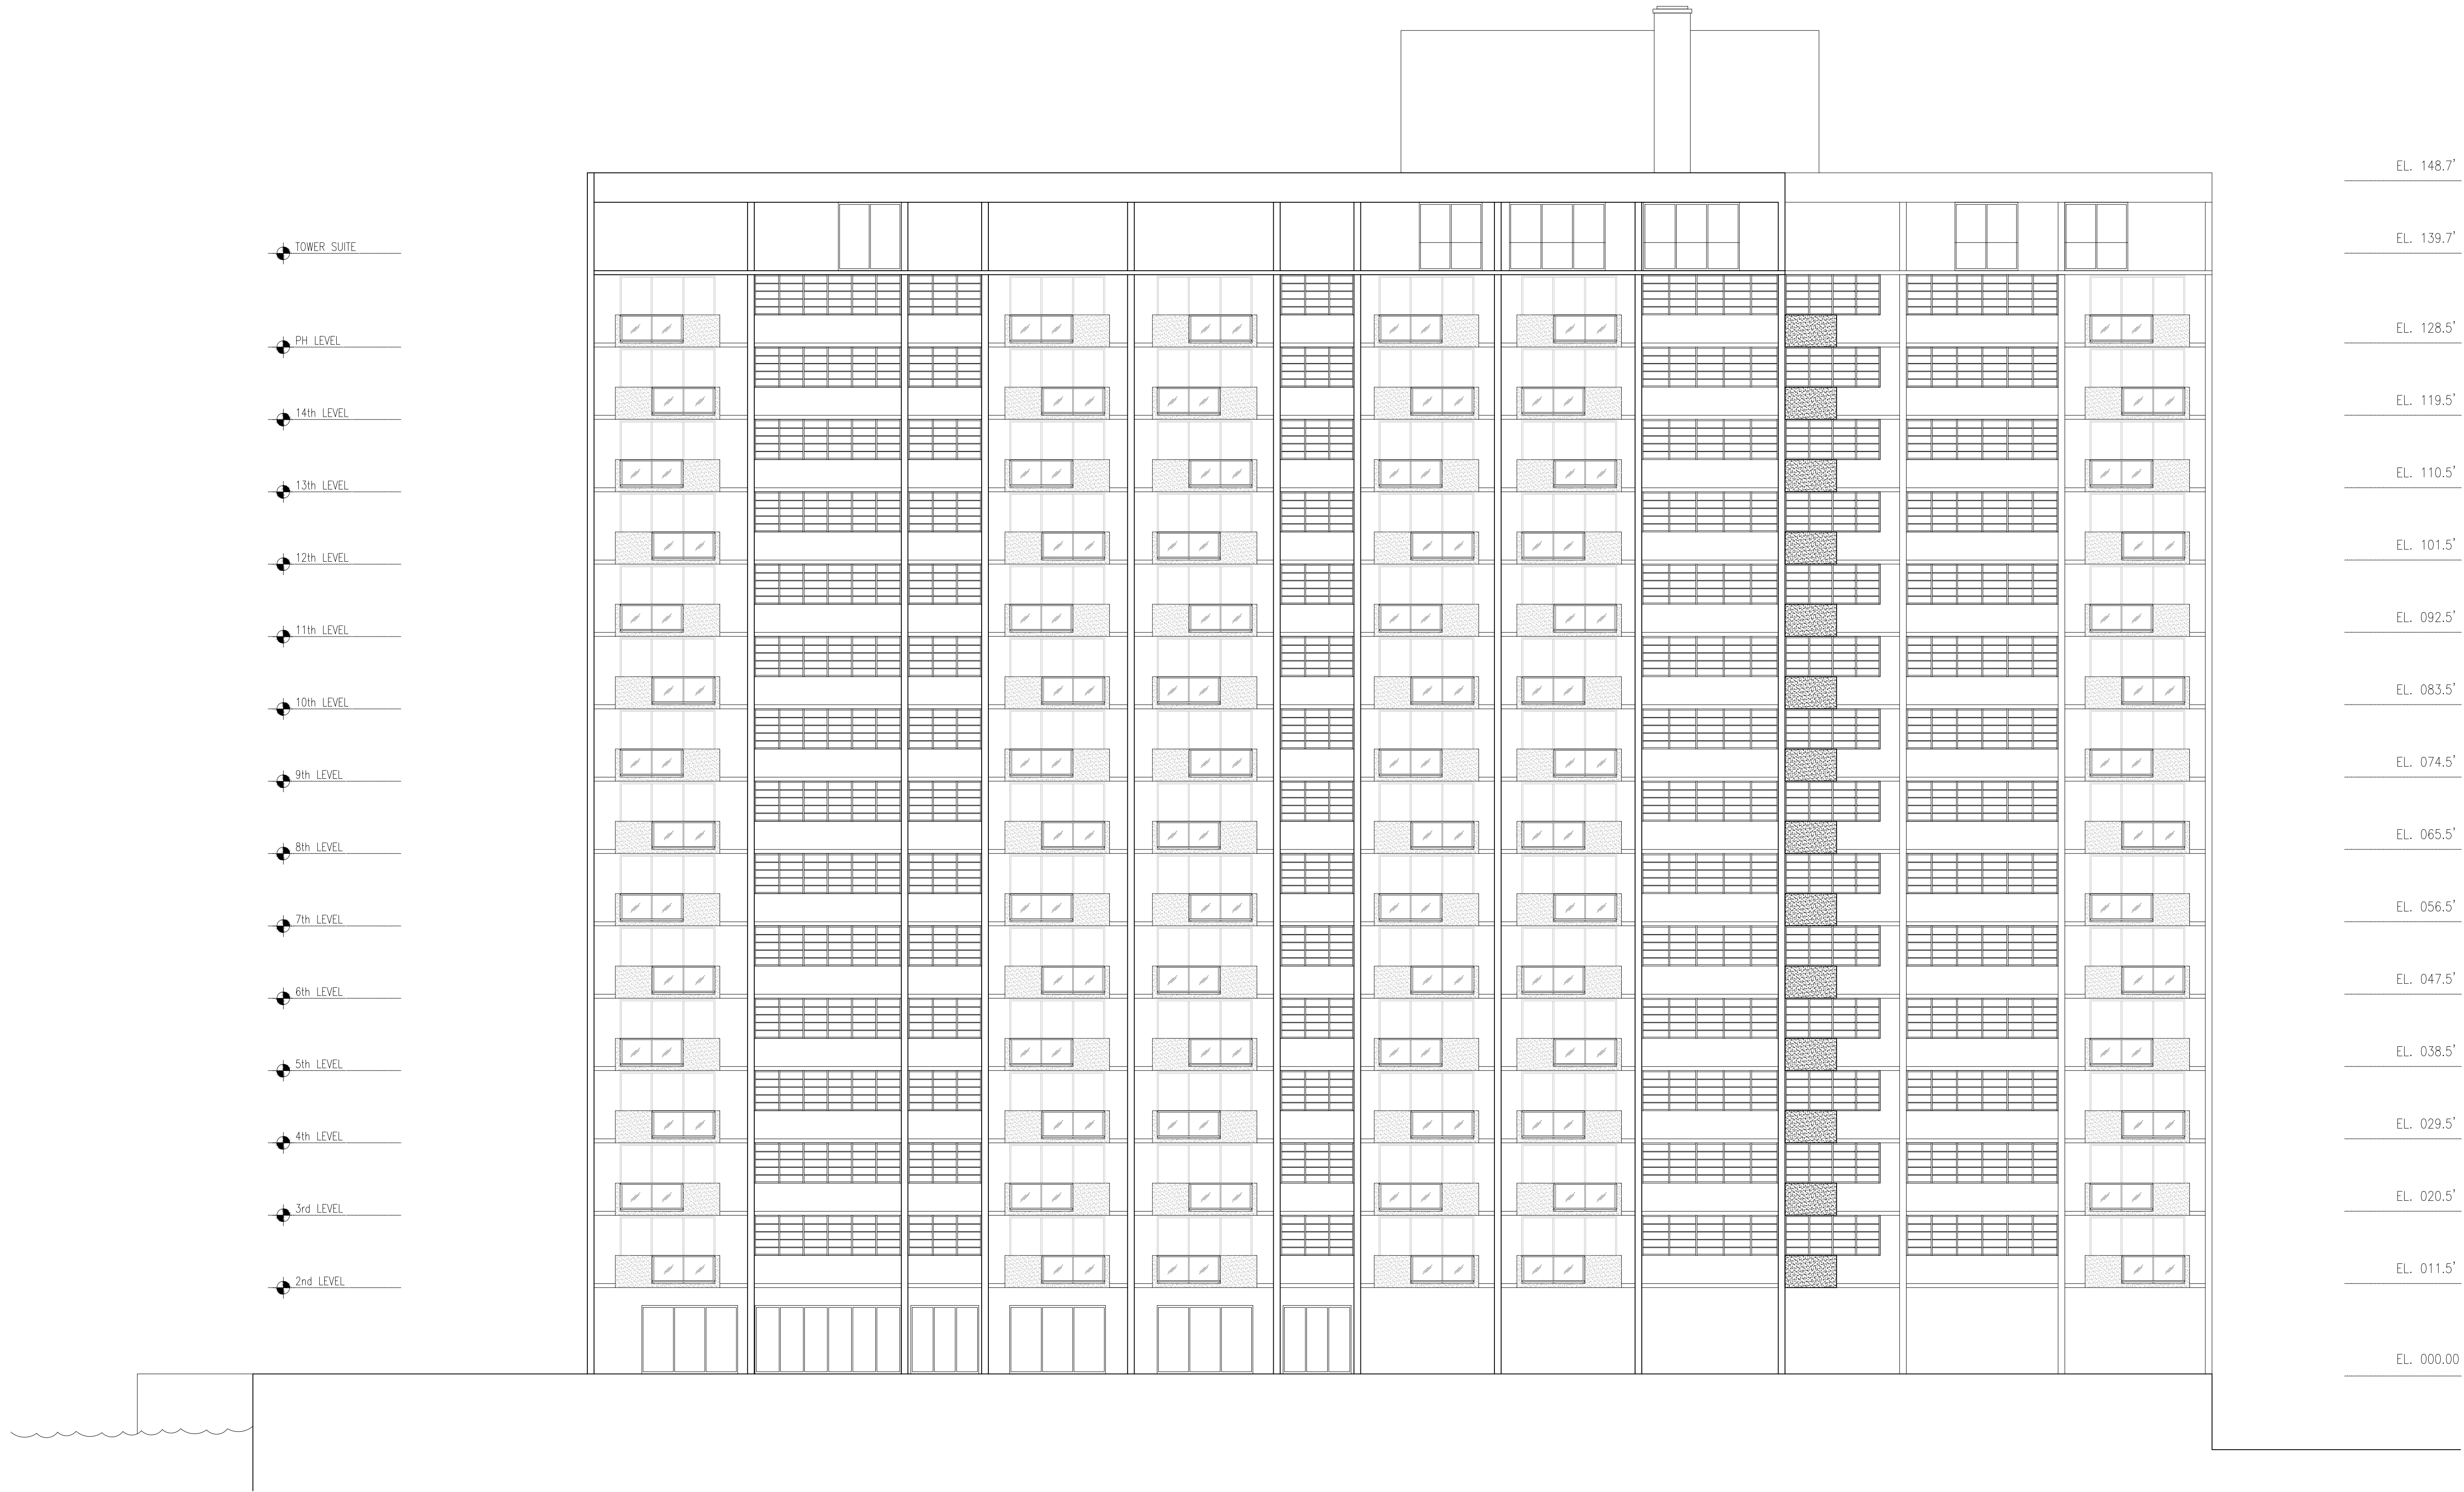 EL. 148.7'
TOWER SUITE
EL. 139.7'
PH LEVEL
EL. 128.5'
14th LEVEL
EL. 119.5'
13th LEVEL
EL. 110.5'
12th LEVEL
EL. 101.5'
11th LEVEL
EL. 092.5'
10th LEVEL
EL. 083.5'
9th LEVEL
EL. 074.5'
8th LEVEL
EL. 065.5'
7th LEVEL
EL. 056.5'
6th LEVEL
EL. 047.5'
5th LEVEL
EL. 038.5'
4th LEVEL
EL. 029.5'
3rd LEVEL
EL. 020.5'
2nd LEVEL
EL. 011.5'
EL. 000.00